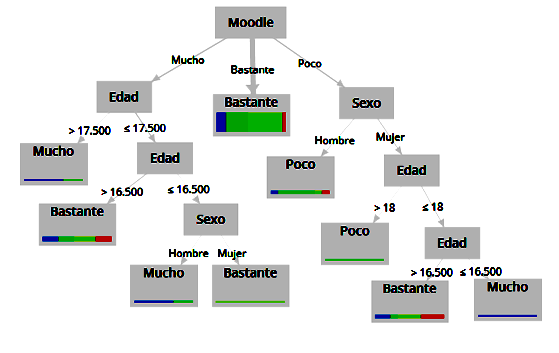 Moodle
Mucho
Bastante
Poco
Edad
Bastante
Sexo
> 17.500
≤ 17.500
Hombre
Mujer
Mucho
Edad
Poco
Edad
> 16.500
≤ 16.500
> 18
≤ 18
Bastante
Sexo
Poco
Edad
Hombre
Mujer
> 16.500
≤ 16.500
Mucho
Bastante
Bastante
Mucho